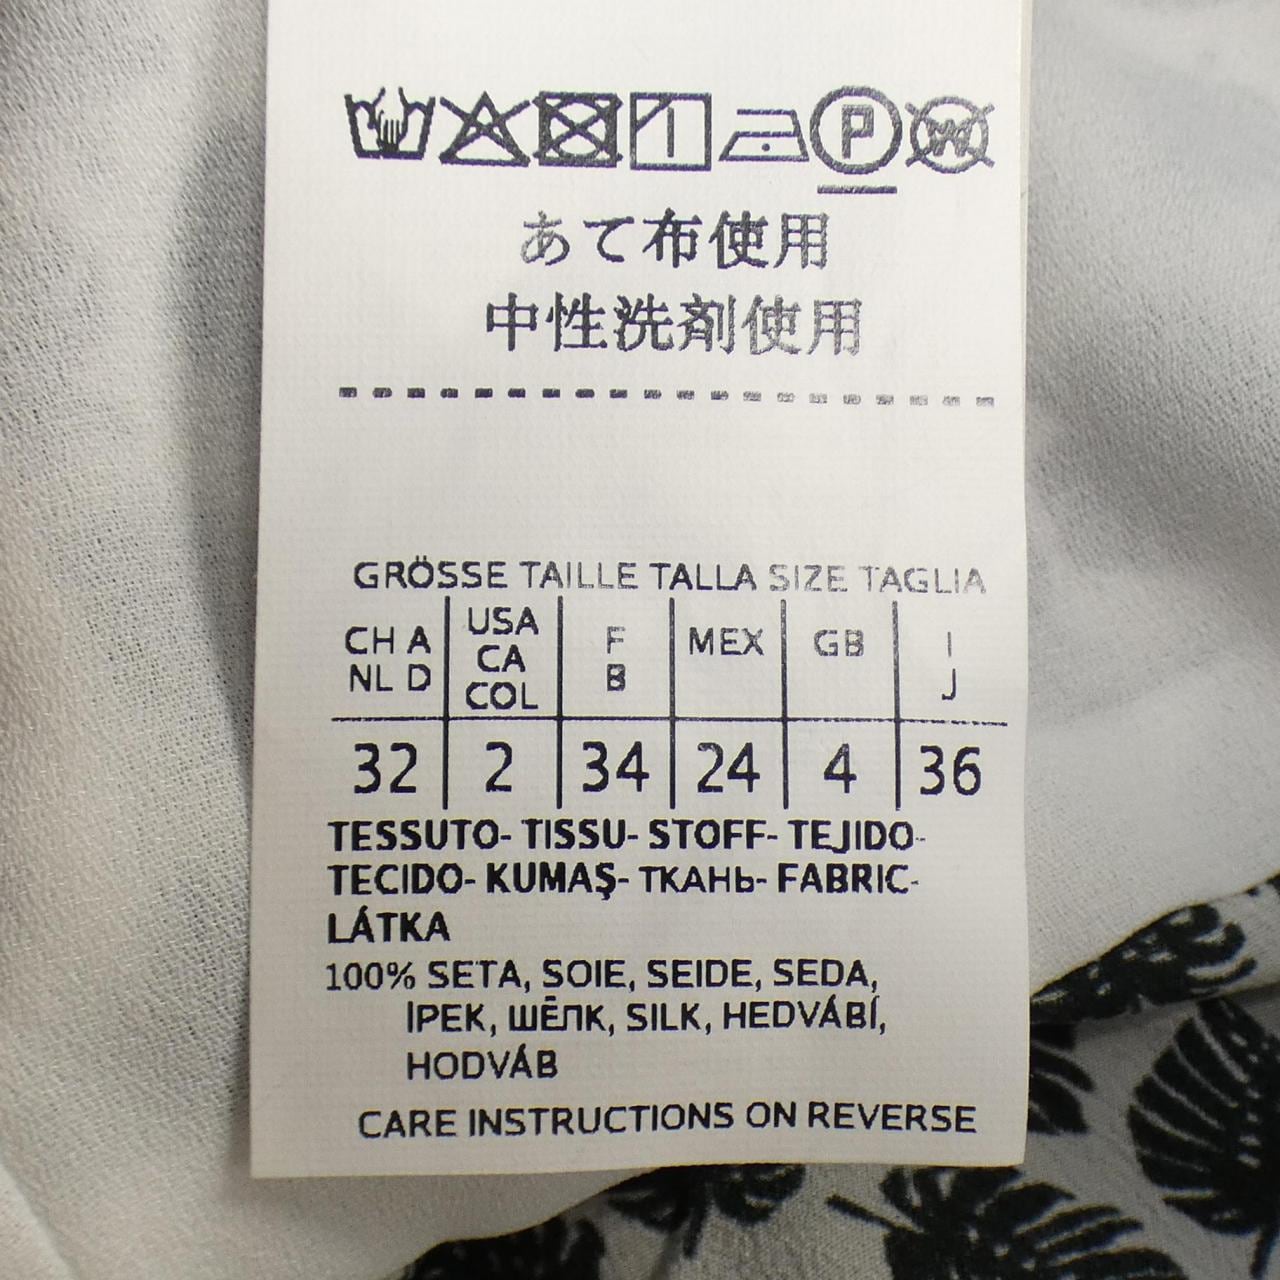 P W
あて布使用
中性洗剤使用
GRÖSSE TAILLE TALLA SIZE TAGLIA
CH A NL D | USA CA COL | F B | MEX | GB | I J
32 | 2 | 34 | 24 | 4 | 36
TESSUTO- TISSU- STOFF- TEJIDO-
TECIDO- KUMAŞ- ТКАНЬ- FABRIC-
LÁTKA
100% SETA, SOIE, SEIDE, SEDA,
İPEK, ШЁЛК, SILK, HEDVÁBÍ,
HODVÁB
CARE INSTRUCTIONS ON REVERSE